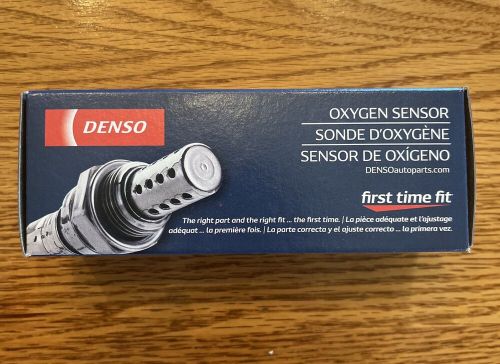 DENSO
OXYGEN SENSOR
SONDE D'OXYGÈNE
SENSOR DE OXÍGENO
DENSOautoparts.com
first time fit
The right part and the right fit ... the first time. | La pièce adéquate et l'ajustage
adéquat ... la première fois. | La parte correcta y el ajuste correcto ... la primera vez.